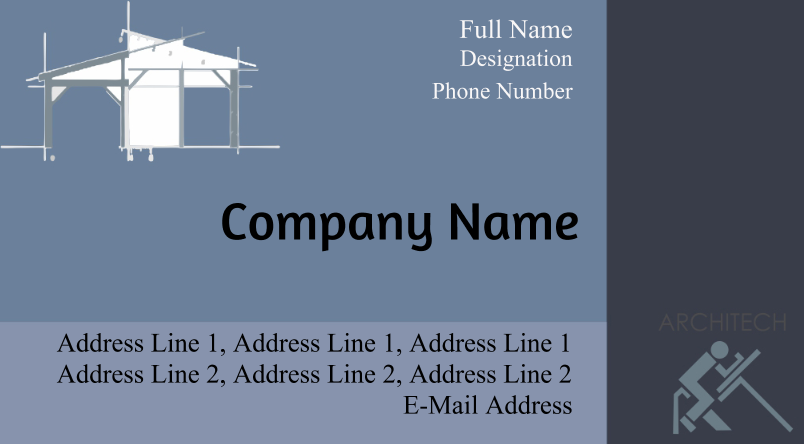 Full Name
Designation
Phone Number
Company Name
Address Line 1, Address Line 1, Address Line 1
Address Line 2, Address Line 2, Address Line 2
E-Mail Address
ARCHITECH